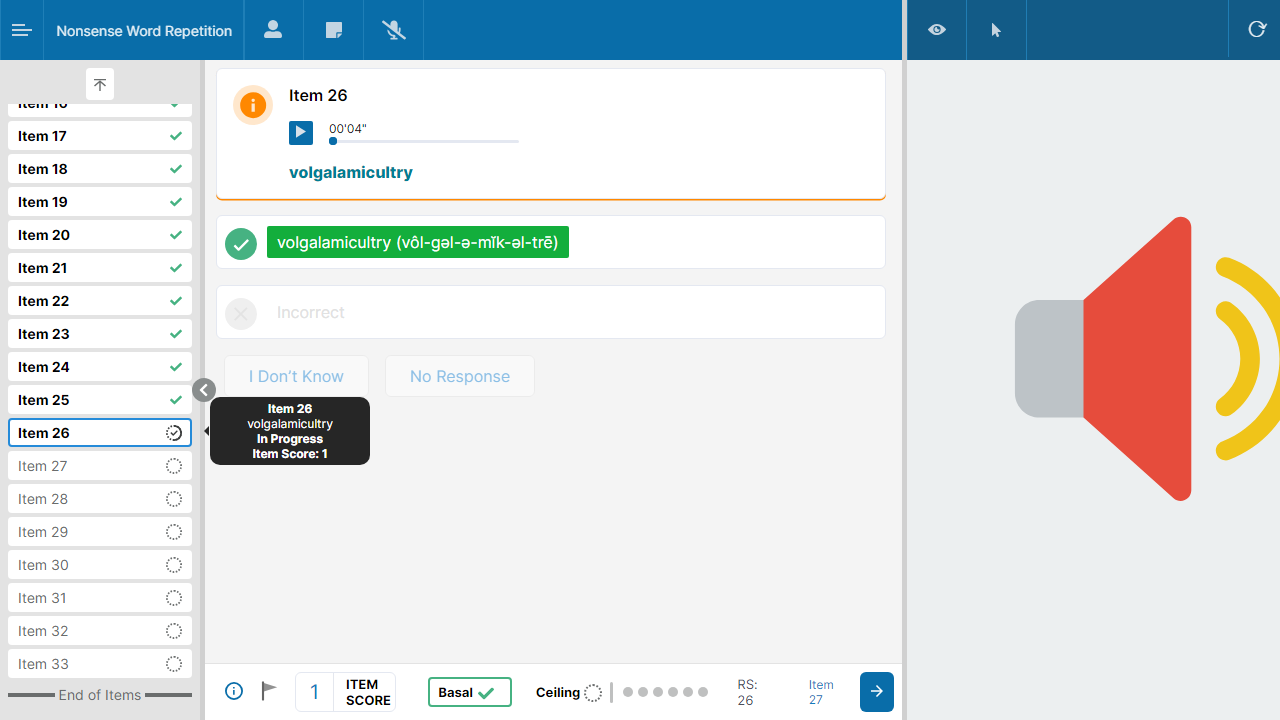 Nonsense Word Repetition
Item 16
Item 17
Item 18
Item 19
Item 20
Item 21
Item 22
Item 23
Item 24
Item 25
Item 26
Item 27
Item 28
Item 29
Item 30
Item 31
Item 32
Item 33
End of Items
Item 26
00'04"
volgalamicultry
volgalamicultry (vôl-gəl-ə-mĭk-əl-trē)
Incorrect
I Don't Know
No Response
Item 26
volgalamicultry
In Progress
Item Score: 1
1
ITEM
SCORE
Basal
Ceiling
RS:
26
Item
27